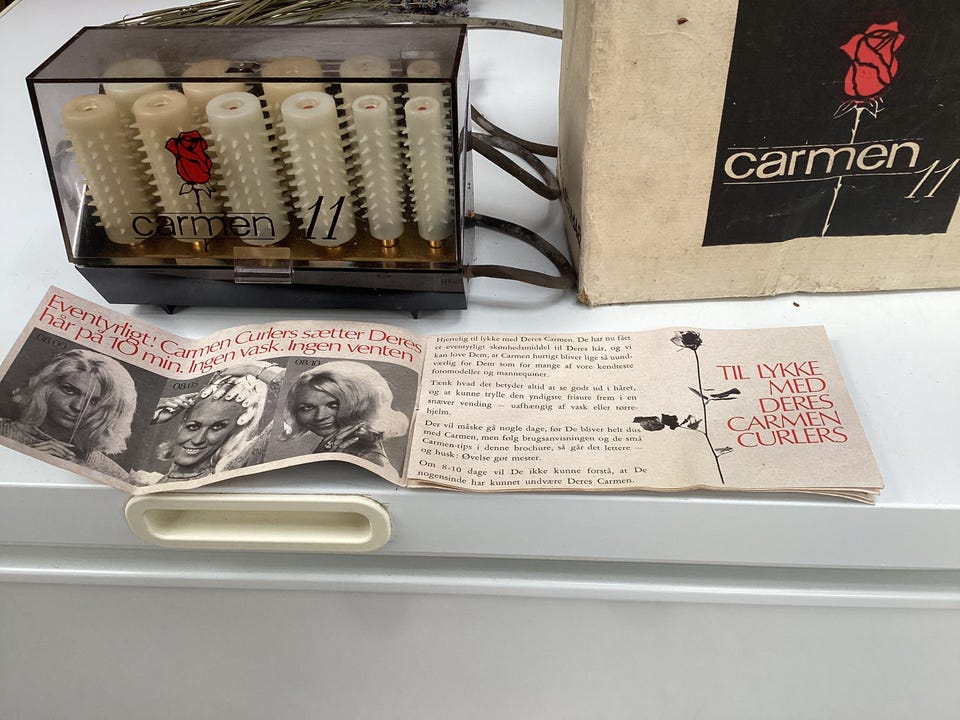 carmen 11
carmen 11
Eventyrligt! Carmen Curlers sætter Deres
hår på 10 min. Ingen vask. Ingen venten
08.00
08.05
08.10
Hjertelig til lykke med Deres Carmen. De har nu fået
et eventyrligt skønhedsmiddel til Deres hår, og vi
kan love Dem, at Carmen hurtigt bliver lige så uund-
værlig for Dem som for mange af vore kendteste
fotomodeller og mannequiner.
Tænk hvad det betyder altid at se godt ud i håret,
og at kunne trylle den yndigste frisure frem i en
snæver vending – uafhængig af vask eller tørre-
hjelm.
Der vil måske gå nogle dage, før De bliver helt dus
med Carmen, men følg brugsanvisningen og de små
Carmen-tips i denne brochure, så går det lettere –
og husk: Øvelse gør mester.
Om 8-10 dage vil De ikke kunne forstå, at De
nogensinde har kunnet undvære Deres Carmen.
TIL LYKKE
MED
DERES
CARMEN
CURLERS